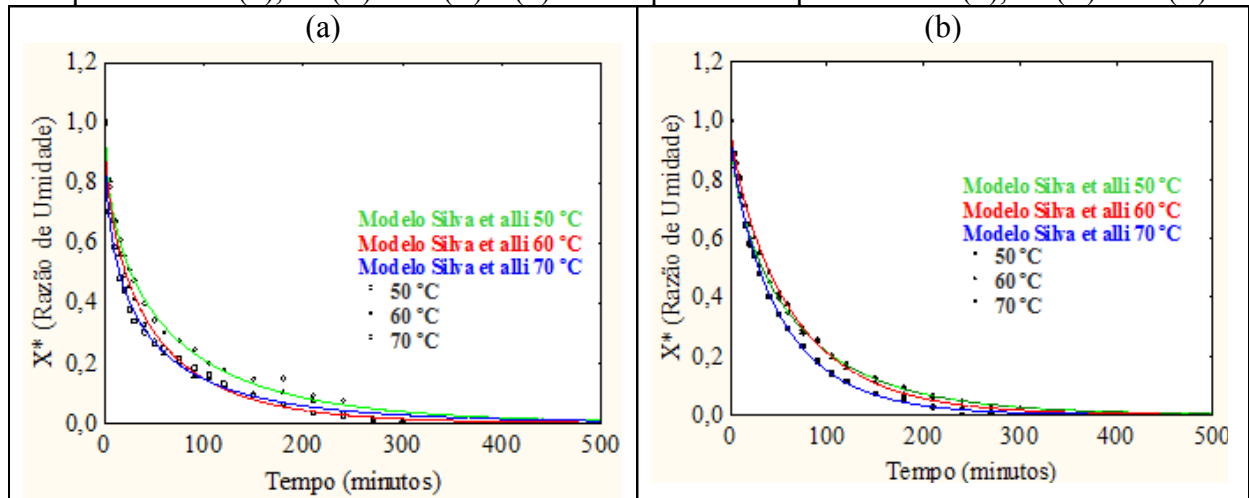 (a)
1,2
1,0
0,8
0,6
0,4
0,2
0,0
X* (Razão de Umidade)
Modelo Silva et alli 50 °C
Modelo Silva et alli 60 °C
Modelo Silva et alli 70 °C
50 °C
60 °C
70 °C
0 100 200 300 400 500
Tempo (minutos)
(b)
1,2
1,0
0,8
0,6
0,4
0,2
0,0
X* (Razão de Umidade)
Modelo Silva et alli 50 °C
Modelo Silva et alli 60 °C
Modelo Silva et alli 70 °C
50 °C
60 °C
70 °C
0 100 200 300 400 500
Tempo (minutos)